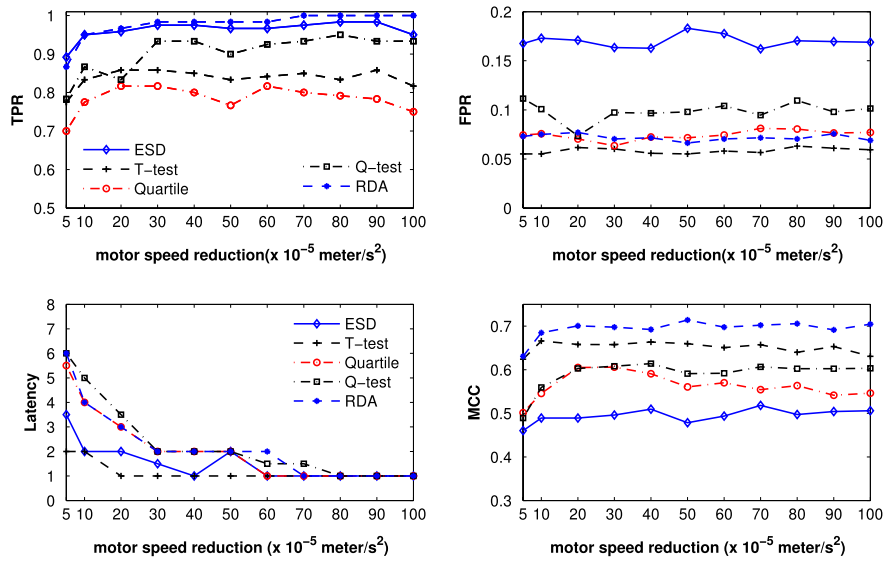 1
0.9
0.8
0.7
0.6
0.5
TPR
ESD
T−test
Quartile
Q−test
RDA
5 10 20 30 40 50 60 70 80 90 100
motor speed reduction(x 10⁻⁵ meter/s²)
0.2
0.15
0.1
0.05
0
FPR
5 10 20 30 40 50 60 70 80 90 100
motor speed reduction(x 10⁻⁵ meter/s²)
8
7
6
5
4
3
2
1
0
Latency
ESD
T−test
Quartile
Q−test
RDA
5 10 20 30 40 50 60 70 80 90 100
motor speed reduction (x 10⁻⁵ meter/s²)
0.7
0.6
0.5
0.4
0.3
MCC
5 10 20 30 40 50 60 70 80 90 100
motor speed reduction (x 10⁻⁵ meter/s²)